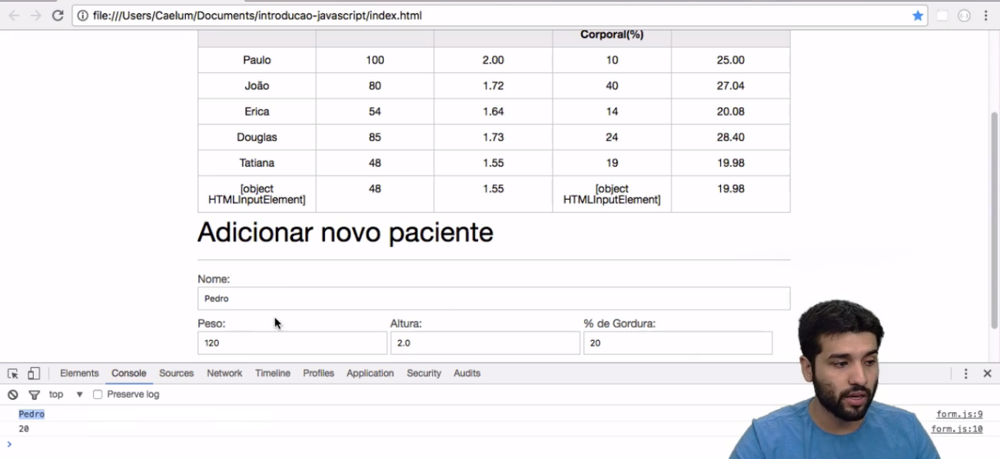 file:///Users/Caelum/Documents/introducao-javascript/index.html
Corporal(%)
Paulo 100 2.00 10 25.00
João 80 1.72 40 27.04
Erica 54 1.64 14 20.08
Douglas 85 1.73 24 28.40
Tatiana 48 1.55 19 19.98
[object HTMLInputElement] 48 1.55 [object HTMLInputElement] 19.98
Adicionar novo paciente
Nome:
Pedro
Peso: Altura: % de Gordura:
120 2.0 20
Elements Console Sources Network Timeline Profiles Application Security Audits
top Preserve log
Pedro form.js:9
20 form.js:10